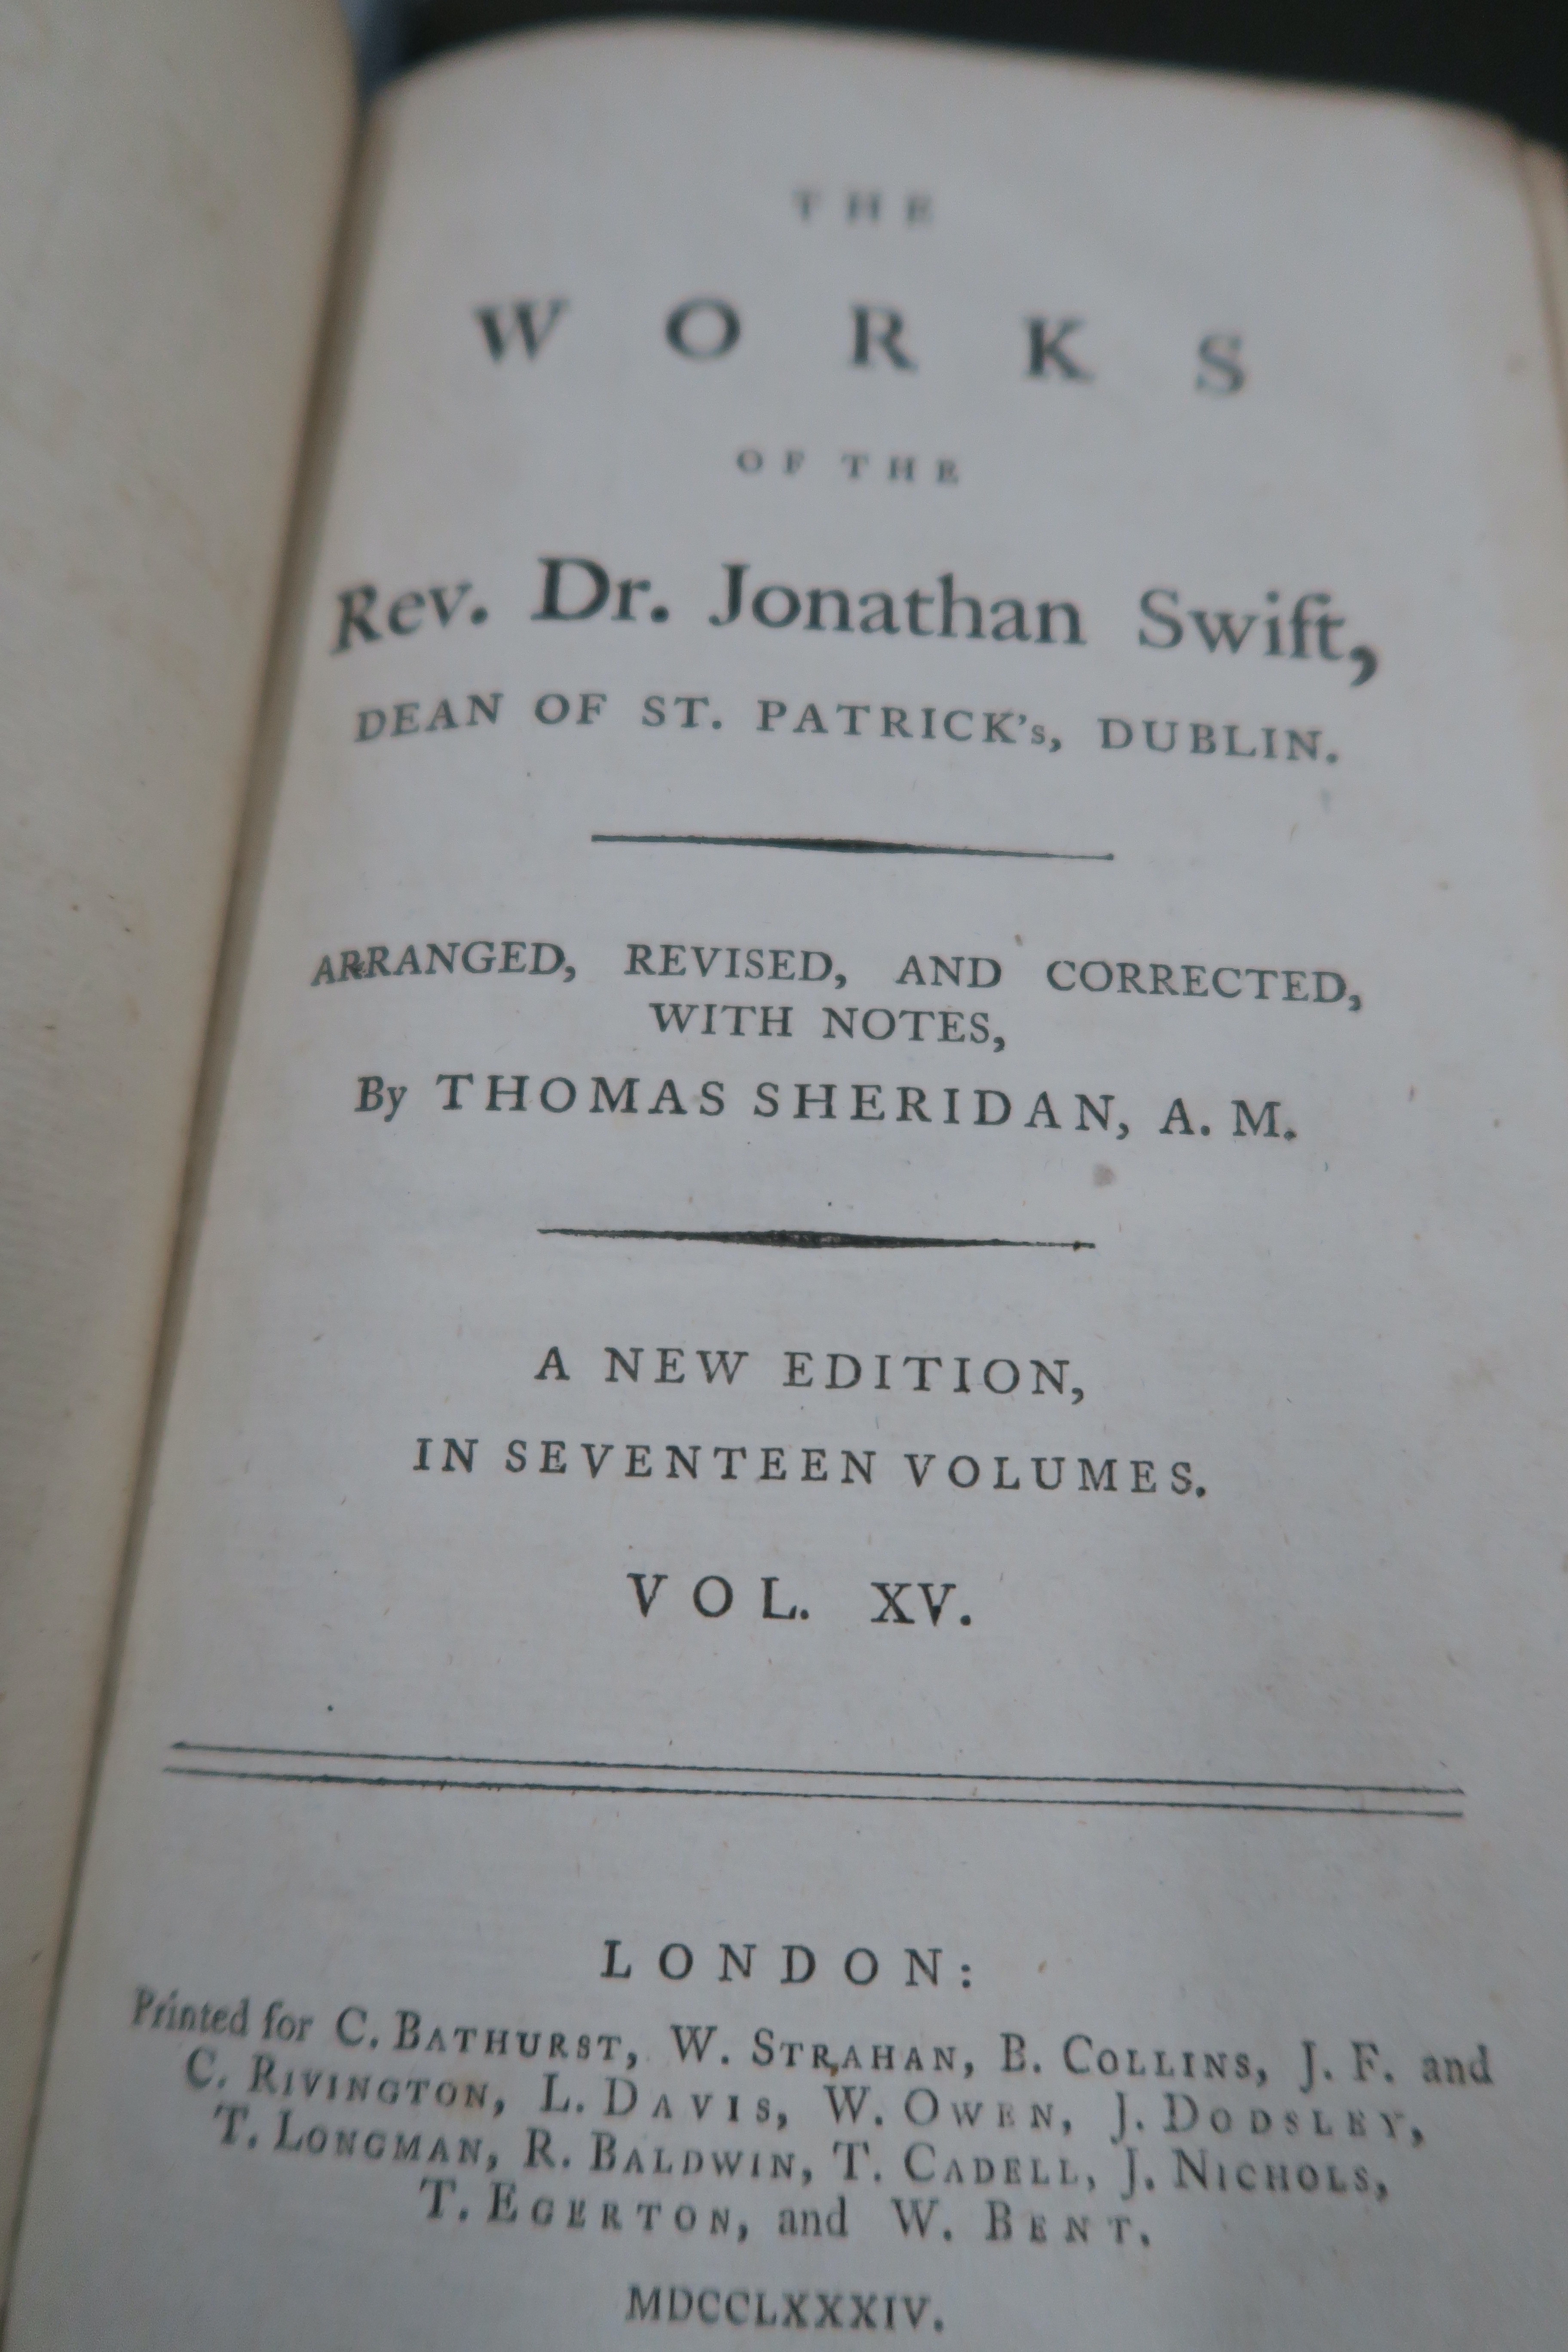 THE
WORKS
OF THE
Rev. Dr. Jonathan Swift,
DEAN OF ST. PATRICK's, DUBLIN.
ARRANGED, REVISED, AND CORRECTED,
WITH NOTES,
By THOMAS SHERIDAN, A. M.
A NEW EDITION,
IN SEVENTEEN VOLUMES.
VOL. XV.
LONDON:
Printed for C. BATHURST, W. STRAHAN, B. COLLINS, J. F. and
C. RIVINGTON, L. DAVIS, W. OWEN, J. DODSLEY,
T. LONGMAN, R. BALDWIN, T. CADELL, J. NICHOLS,
T. EGERTON, and W. BENT.
MDCCLXXXIV.